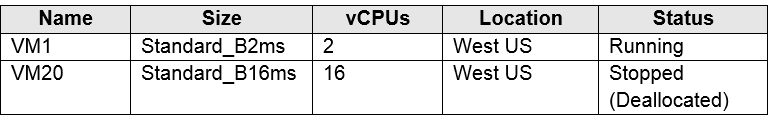 Name Size vCPUs Location Status
VM1 Standard_B2ms 2 West US Running
VM20 Standard_B16ms 16 West US Stopped
(Deallocated)